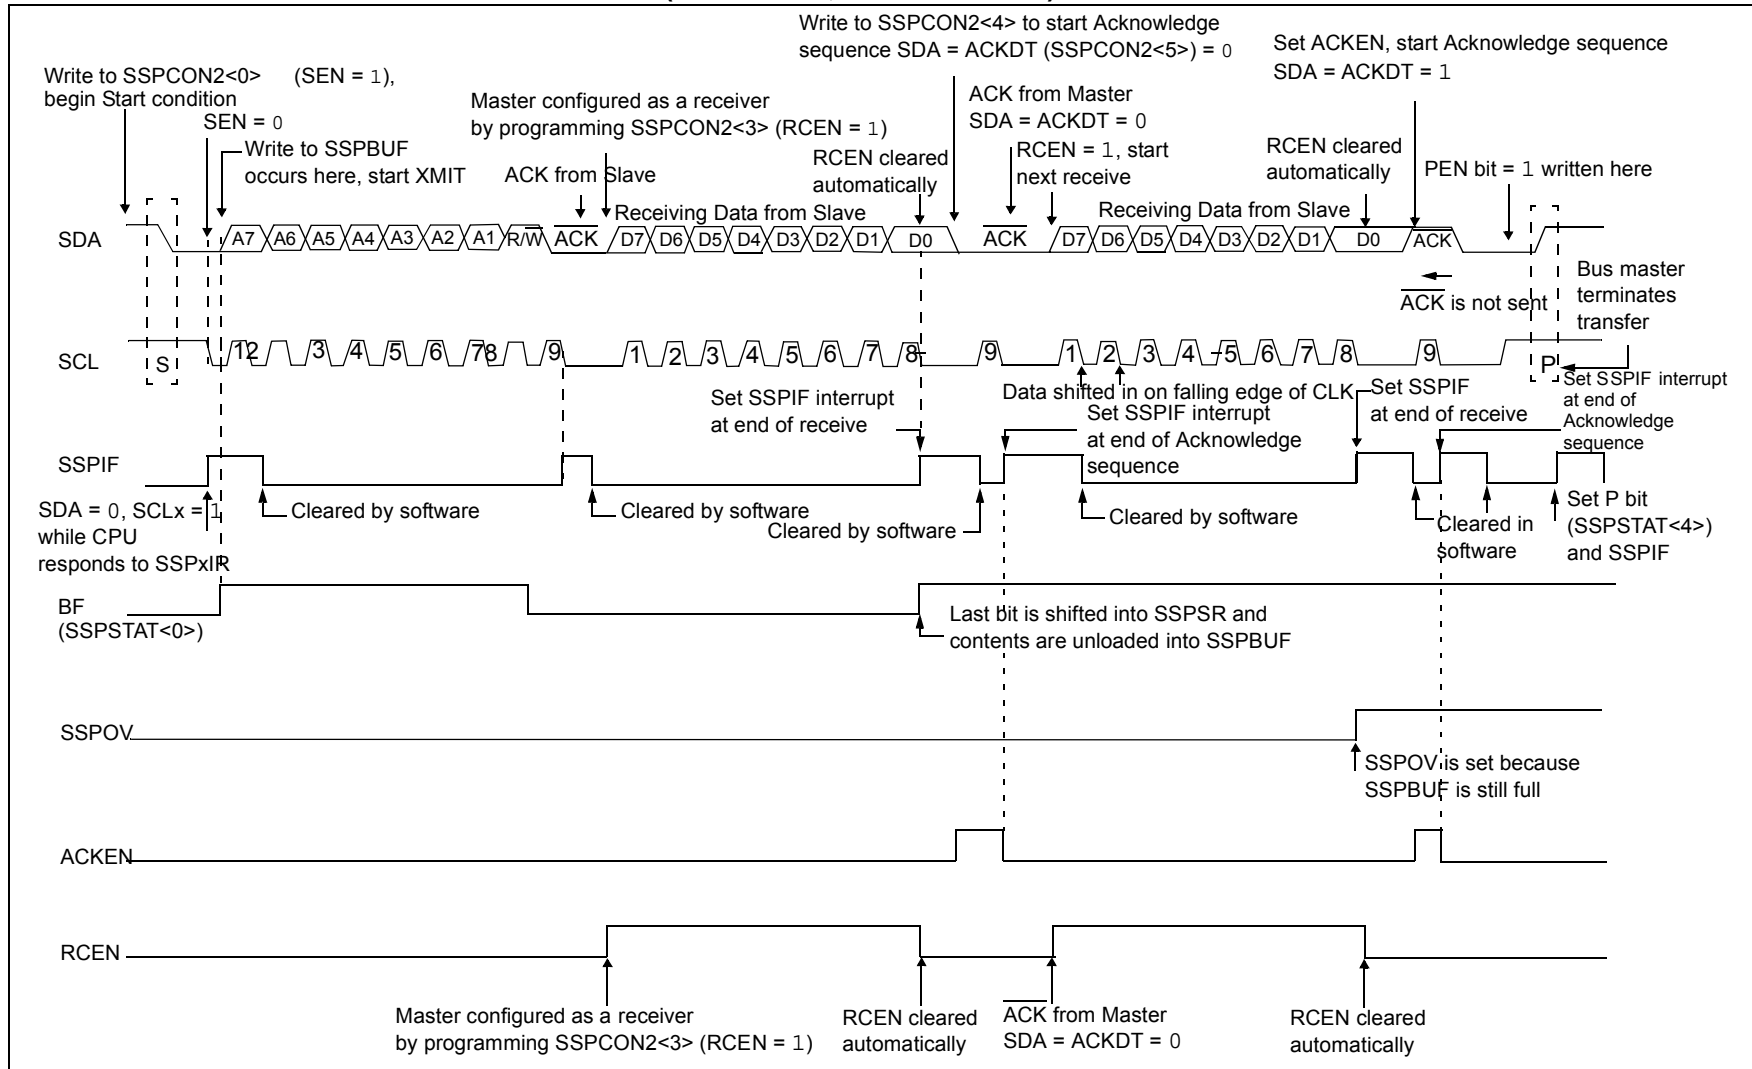 Write to SSPCON2<4> to start Acknowledge
sequence SDA = ACKDT (SSPCON2<5>) = 0
Set ACKEN, start Acknowledge sequence
SDA = ACKDT = 1
Write to SSPCON2<0> (SEN = 1),
begin Start condition
SEN = 0
Write to SSPBUF
occurs here, start XMIT
Master configured as a receiver
by programming SSPCON2<3> (RCEN = 1)
ACK from Slave
RCEN cleared
automatically
ACK from Master
SDA = ACKDT = 0
RCEN = 1, start
next receive
RCEN cleared
automatically
PEN bit = 1 written here
Receiving Data from Slave
Receiving Data from Slave
SDA
A7 A6 A5 A4 A3 A2 A1 R/W ACK D7 D6 D5 D4 D3 D2 D1 D0 ACK D7 D6 D5 D4 D3 D2 D1 D0 ACK
ACK is not sent
Bus master
terminates
transfer
SCL
S 1 2 3 4 5 6 7 8 9 1 2 3 4 5 6 7 8 9 1 2 3 4 5 6 7 8 9 P
Data shifted in on falling edge of CLK
Set SSPIF interrupt
at end of receive
Set SSPIF interrupt
at end of Acknowledge
sequence
Set SSPIF
at end of receive
Set SSPIF interrupt
at end of
Acknowledge
sequence
SSPIF
SDA = 0, SCLx = 1
while CPU
responds to SSPxIR
Cleared by software
Cleared by software
Cleared by software
Cleared by software
Cleared in
software
Set P bit
(SSPSTAT<4>)
and SSPIF
BF
(SSPSTAT<0>)
Last bit is shifted into SSPSR and
contents are unloaded into SSPBUF
SSPOV
SSPOV is set because
SSPBUF is still full
ACKEN
RCEN
Master configured as a receiver
by programming SSPCON2<3> (RCEN = 1)
RCEN cleared
automatically
ACK from Master
SDA = ACKDT = 0
RCEN cleared
automatically